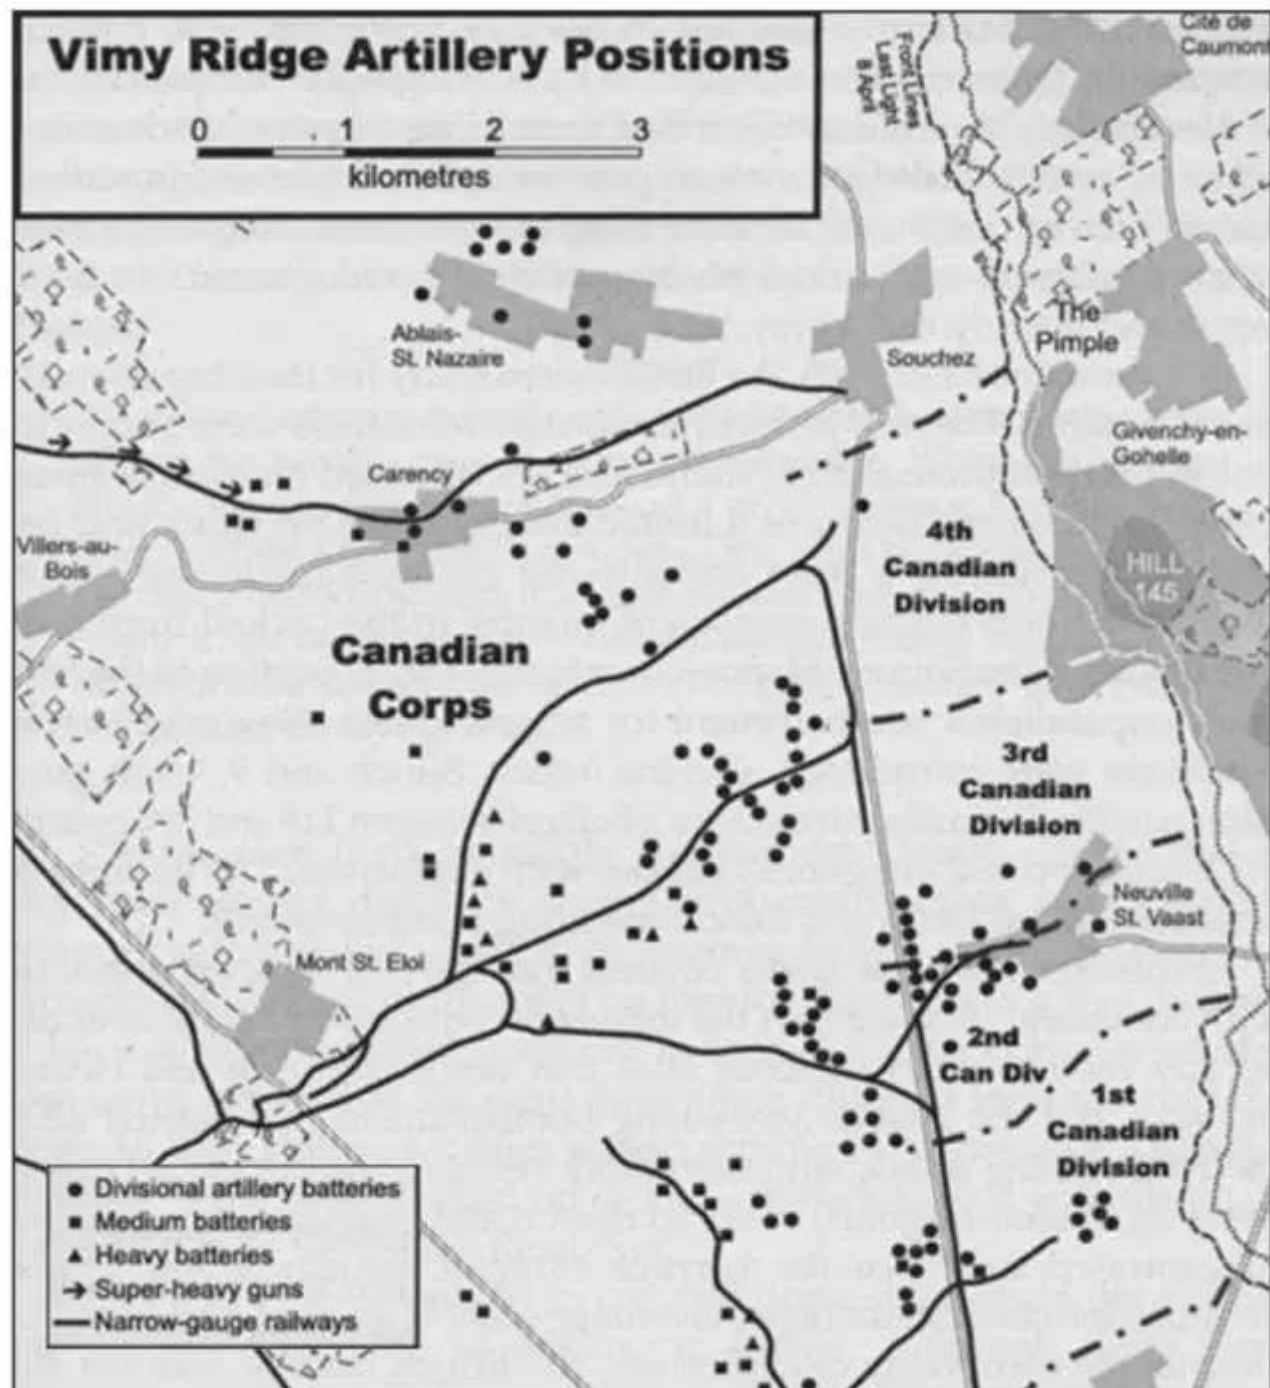 Vimy Ridge Artillery Positions
0 1 2 3
kilometres
Front Lines
Last Light
8 April
Cité de
Caumont
Ablais-
St. Nazaire
Souchez
The
Pimple
Carency
Givenchy-en-
Gohelle
Villers-au-
Bois
4th
Canadian
Division
HILL
145
Canadian
Corps
3rd
Canadian
Division
Neuville
St. Vaast
Mont St. Eloi
2nd
Can Div
1st
Canadian
Division
Divisional artillery batteries
Medium batteries
Heavy batteries
Super-heavy guns
Narrow-gauge railways